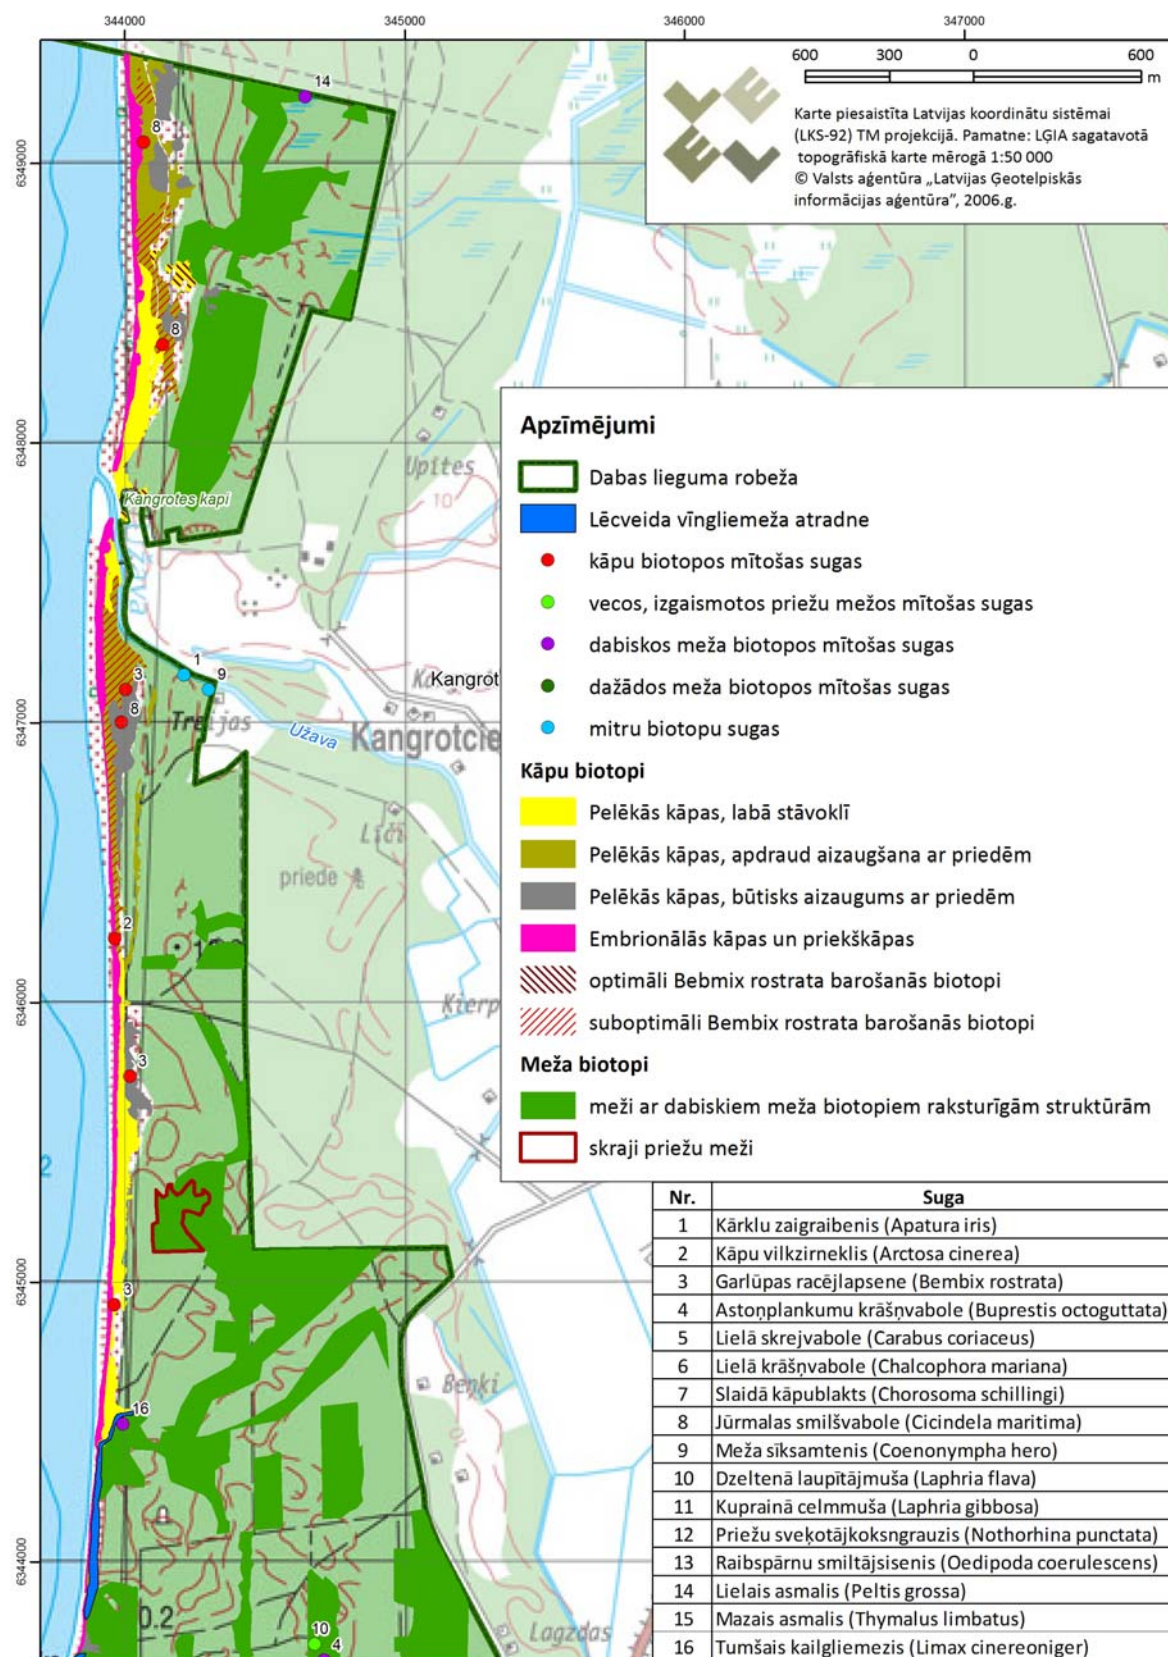 344000
345000
346000
347000
600
300
0
600
m
Karte piesaistīta Latvijas koordinātu sistēmai
(LKS-92) TM projekcijā. Pamatne: LĢIA sagatavotā
topogrāfiskā karte mērogā 1:50 000
© Valsts aģentūra „Latvijas Ģeotelpiskās
informācijas aģentūra”, 2006.g.
14
8
6349000
8
6348000
Upītes
10
Kangrotes kapi
Apzīmējumi
Dabas lieguma robeža
Lēcveida vīngliemeža atradne
kāpu biotopos mītošas sugas
vecos, izgaismotos priežu mežos mītošas sugas
dabiskos meža biotopos mītošas sugas
dažādos meža biotopos mītošas sugas
mitru biotopu sugas
Kāpu biotopi
Pelēkās kāpas, labā stāvoklī
Pelēkās kāpas, apdraud aizaugšana ar priedēm
Pelēkās kāpas, būtisks aizaugums ar priedēm
Embrionālās kāpas un priekškāpas
optimāli Bebmix rostrata barošanās biotopi
suboptimāli Bembix rostrata barošanās biotopi
Meža biotopi
meži ar dabiskiem meža biotopiem raksturīgām struktūrām
skraji priežu meži
1
9
3
8
Kangrot
6347000
Užava
Kangrotcie
Līči
priede
2
6346000
3
2
6345000
3
Beņķi
16
6344000
0.2
10
4
Lagzdas
Nr. Suga
1 Kārklu zaigraibenis (Apatura iris)
2 Kāpu vilkzirneklis (Arctosa cinerea)
3 Garlūpas racējlapsene (Bembix rostrata)
4 Astoņplankumu krāšņvabole (Buprestis octoguttata)
5 Lielā skrejvabole (Carabus coriaceus)
6 Lielā krāšņvabole (Chalcophora mariana)
7 Slaidā kāpublakts (Chorosoma schillingi)
8 Jūrmalas smilšvabole (Cicindela maritima)
9 Meža sīksamtenis (Coenonympha hero)
10 Dzeltenā laupītājmuša (Laphria flava)
11 Kuprainā celmmuša (Laphria gibbosa)
12 Priežu sveķotājkoksngrauzis (Nothorhina punctata)
13 Raibspārnu smiltājsisenis (Oedipoda coerulescens)
14 Lielais asmalis (Peltis grossa)
15 Mazais asmalis (Thymalus limbatus)
16 Tumšais kailgliemezis (Limax cinereoniger)